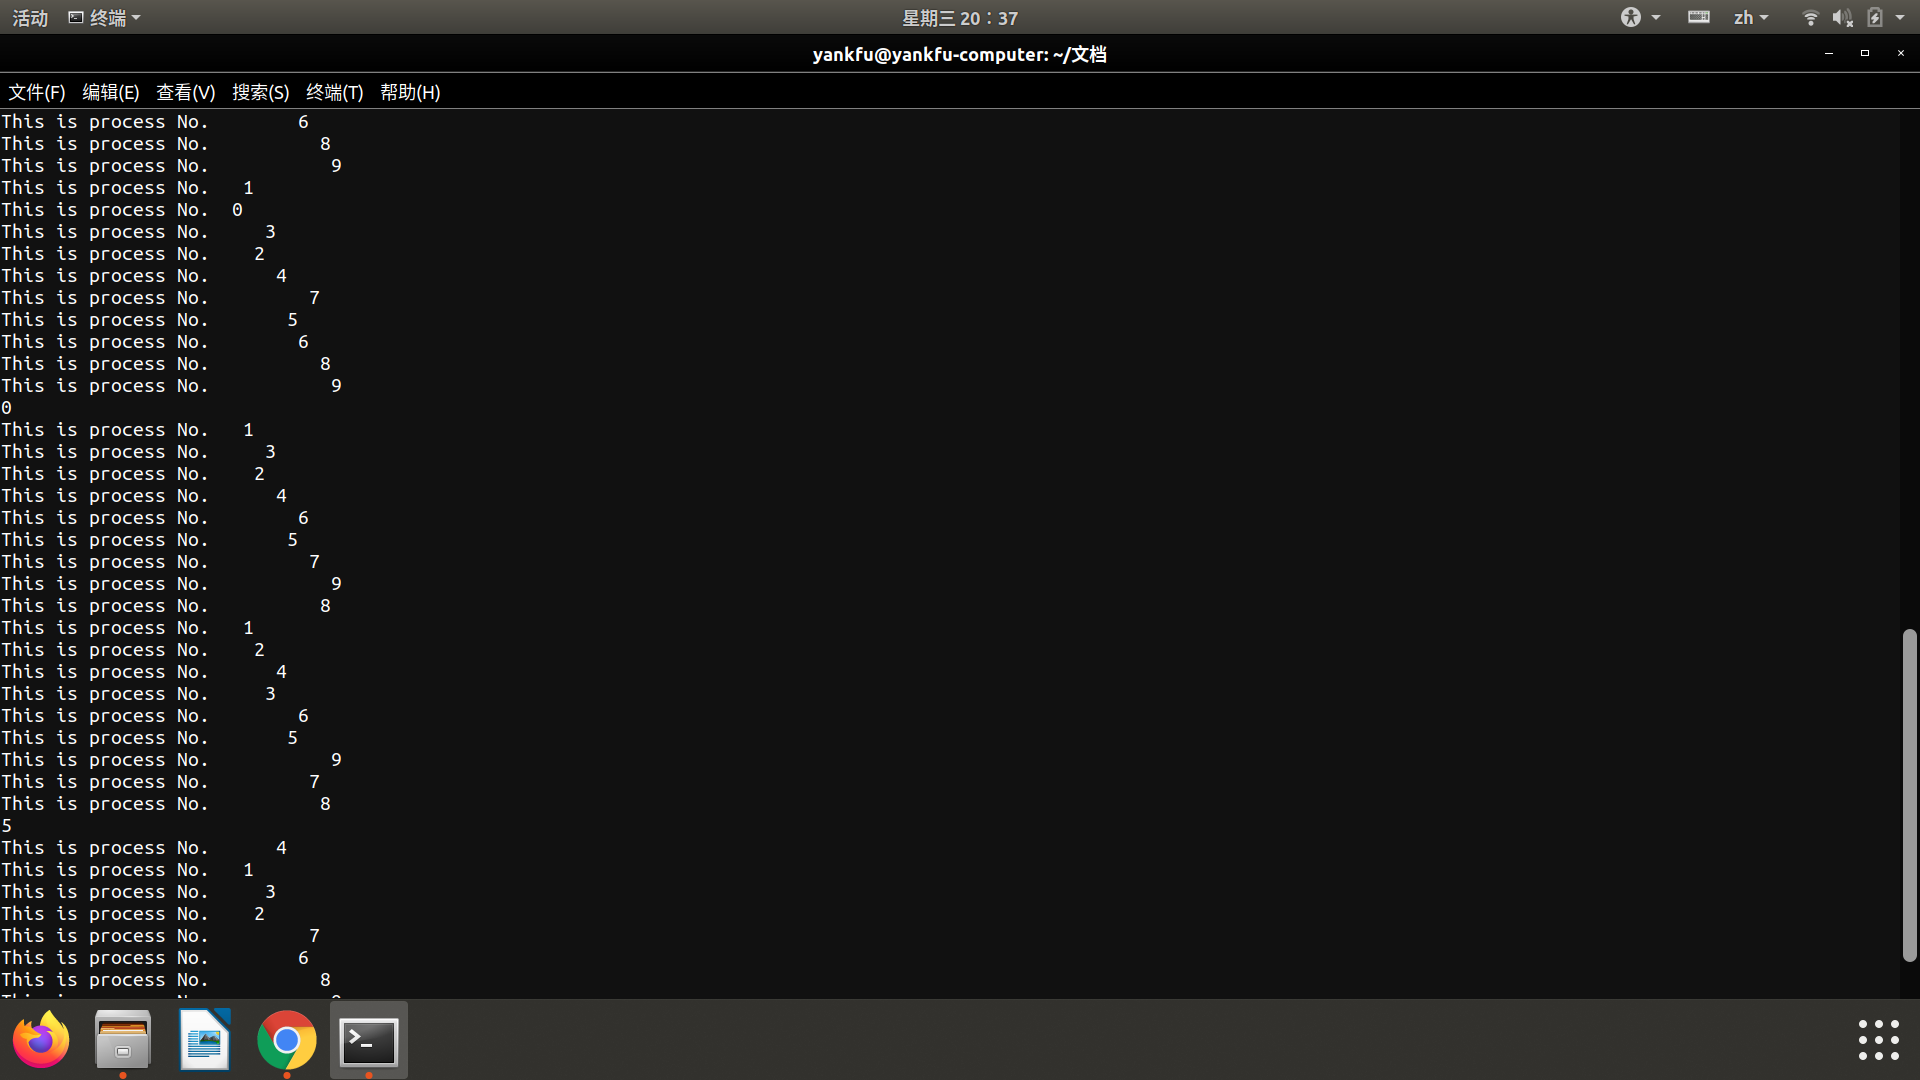 活动 终端 星期三 20：37 zh
yankfu@yankfu-computer: ~/文档
文件(F) 编辑(E) 查看(V) 搜索(S) 终端(T) 帮助(H)
This is process No.        6
This is process No.          8
This is process No.           9
This is process No.   1
This is process No.  0
This is process No.     3
This is process No.    2
This is process No.      4
This is process No.         7
This is process No.       5
This is process No.        6
This is process No.          8
This is process No.           9
0
This is process No.   1
This is process No.     3
This is process No.    2
This is process No.      4
This is process No.        6
This is process No.       5
This is process No.         7
This is process No.           9
This is process No.          8
This is process No.   1
This is process No.    2
This is process No.      4
This is process No.     3
This is process No.        6
This is process No.       5
This is process No.           9
This is process No.         7
This is process No.          8
5
This is process No.      4
This is process No.   1
This is process No.     3
This is process No.    2
This is process No.         7
This is process No.        6
This is process No.          8